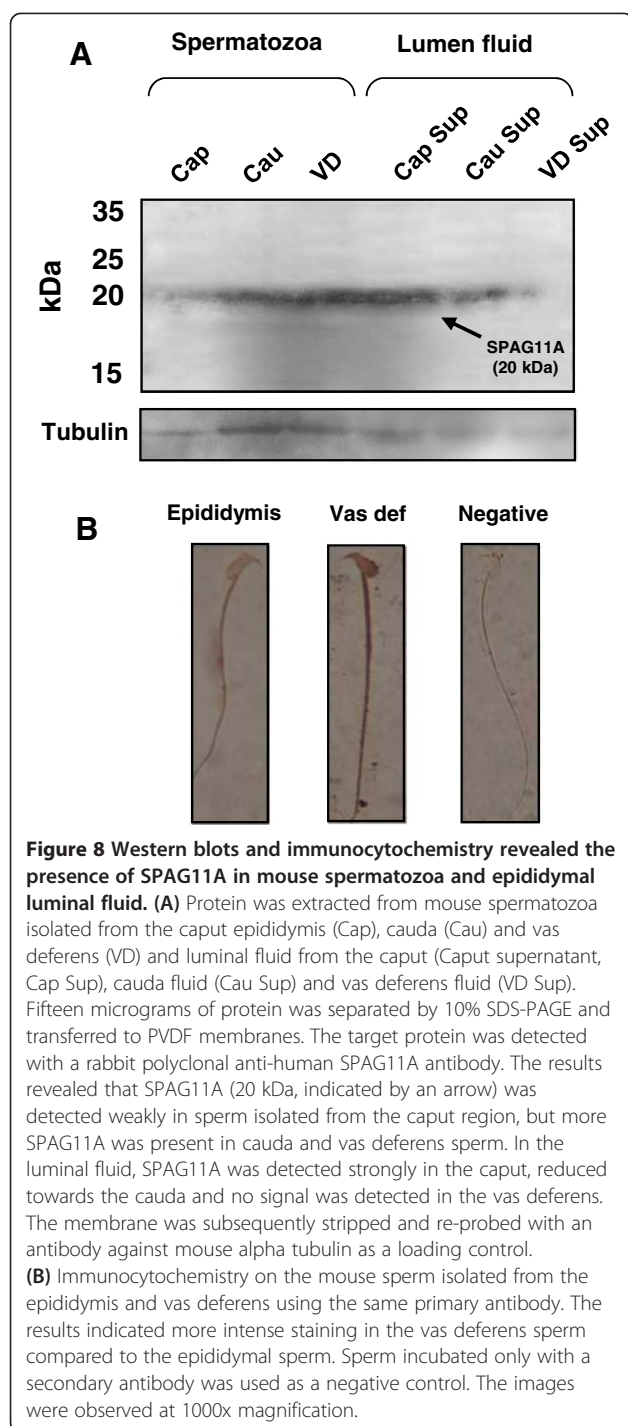 A
Spermatozoa Lumen fluid
Cap Cau VD Cap Sup Cau Sup VD Sup
35
25
20
15
kDa
SPAG11A
(20 kDa)
Tubulin
B
Epididymis Vas def Negative
Figure 8 Western blots and immunocytochemistry revealed the
presence of SPAG11A in mouse spermatozoa and epididymal
luminal fluid. (A) Protein was extracted from mouse spermatozoa
isolated from the caput epididymis (Cap), cauda (Cau) and vas
deferens (VD) and luminal fluid from the caput (Caput supernatant,
Cap Sup), cauda fluid (Cau Sup) and vas deferens fluid (VD Sup).
Fifteen micrograms of protein was separated by 10% SDS-PAGE and
transferred to PVDF membranes. The target protein was detected
with a rabbit polyclonal anti-human SPAG11A antibody. The results
revealed that SPAG11A (20 kDa, indicated by an arrow) was
detected weakly in sperm isolated from the caput region, but more
SPAG11A was present in cauda and vas deferens sperm. In the
luminal fluid, SPAG11A was detected strongly in the caput, reduced
towards the cauda and no signal was detected in the vas deferens.
The membrane was subsequently stripped and re-probed with an
antibody against mouse alpha tubulin as a loading control.
(B) Immunocytochemistry on the mouse sperm isolated from the
epididymis and vas deferens using the same primary antibody. The
results indicated more intense staining in the vas deferens sperm
compared to the epididymal sperm. Sperm incubated only with a
secondary antibody was used as a negative control. The images
were observed at 1000x magnification.